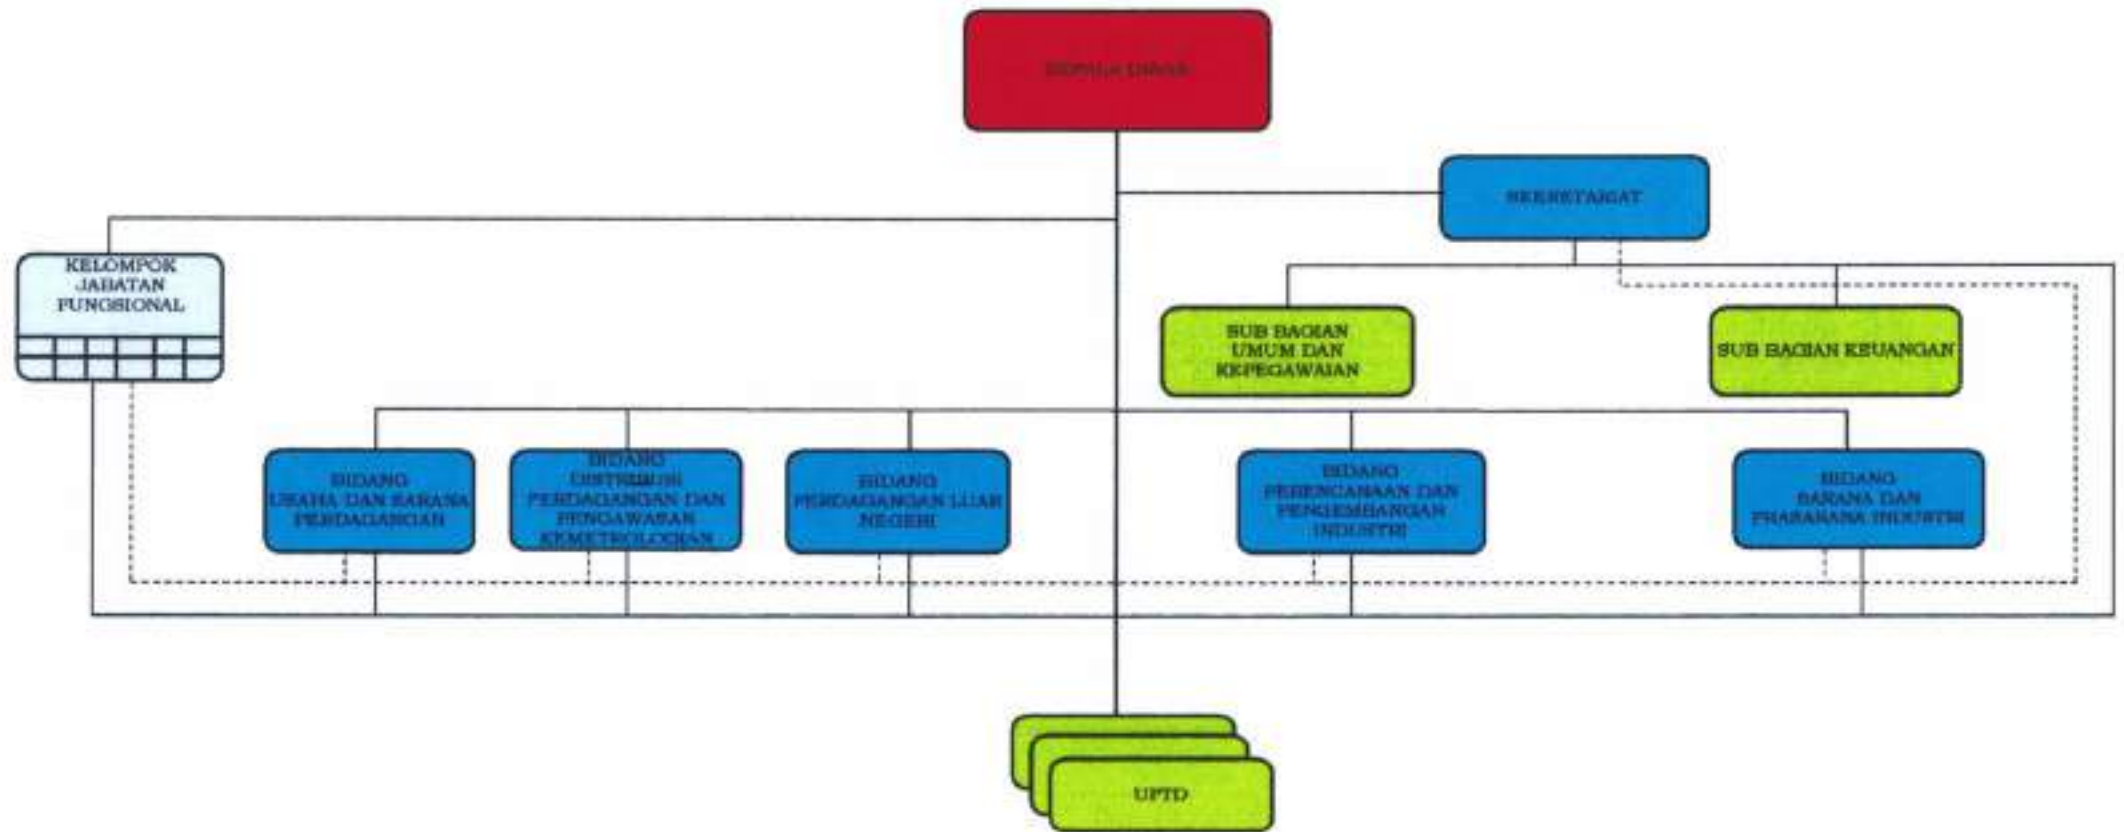 KEPALA DINAS
SEKRETARIAT
KELOMPOK
JABATAN
FUNGSIONAL
SUB BAGIAN
UMUM DAN
KEPEGAWAIAN
SUB BAGIAN KEUANGAN
BIDANG
USAHA DAN SARANA
PERDAGANGAN
BIDANG
DISTRIBUSI
PERDAGANGAN DAN
PENGAWASAN
KEMETROLOGIAN
BIDANG
PERDAGANGAN LUAR
NEGERI
BIDANG
PERENCANAAN DAN
PENGEMBANGAN
INDUSTRI
BIDANG
SARANA DAN
PRASARANA INDUSTRI
UPTD